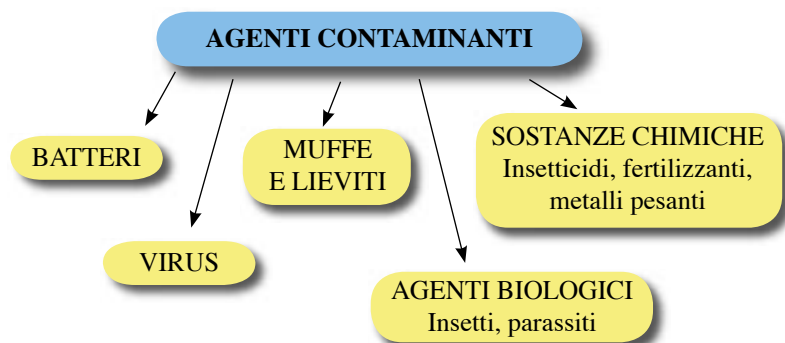 AGENTI CONTAMINANTI
BATTERI
VIRUS
MUFFE
E LIEVITI
AGENTI BIOLOGICI
Insetti, parassiti
SOSTANZE CHIMICHE
Insetticidi, fertilizzanti,
metalli pesanti